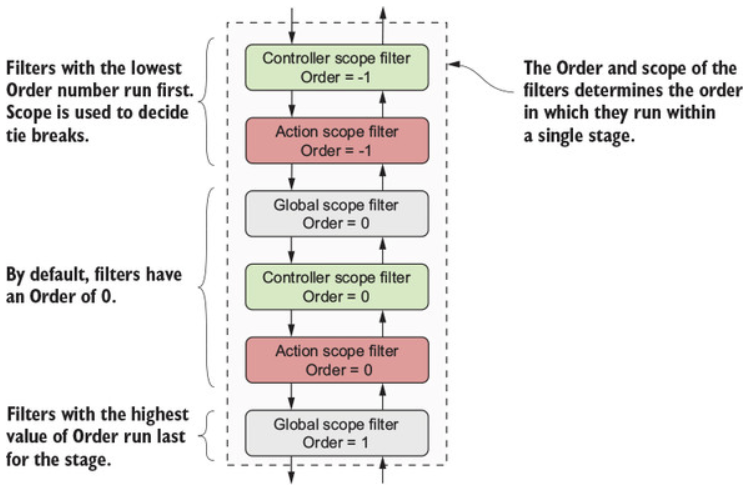 Filters with the lowest
Order number run first.
Scope is used to decide
tie breaks.
Controller scope filter
Order = -1
Action scope filter
Order = -1
The Order and scope of the
filters determines the order
in which they run within
a single stage.
By default, filters have
an Order of 0.
Global scope filter
Order = 0
Controller scope filter
Order = 0
Action scope filter
Order = 0
Filters with the highest
value of Order run last
for the stage.
Global scope filter
Order = 1